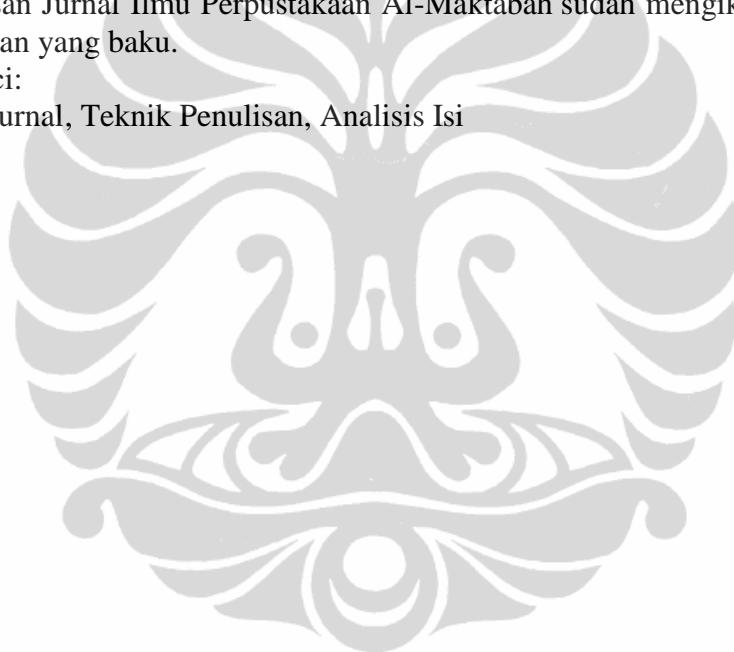 an Jurnal Ilmu Perpustakaan Al-Maktabah sudah mengik
an yang baku.
ci:
urnal, Teknik Penulisan, Analisis Isi